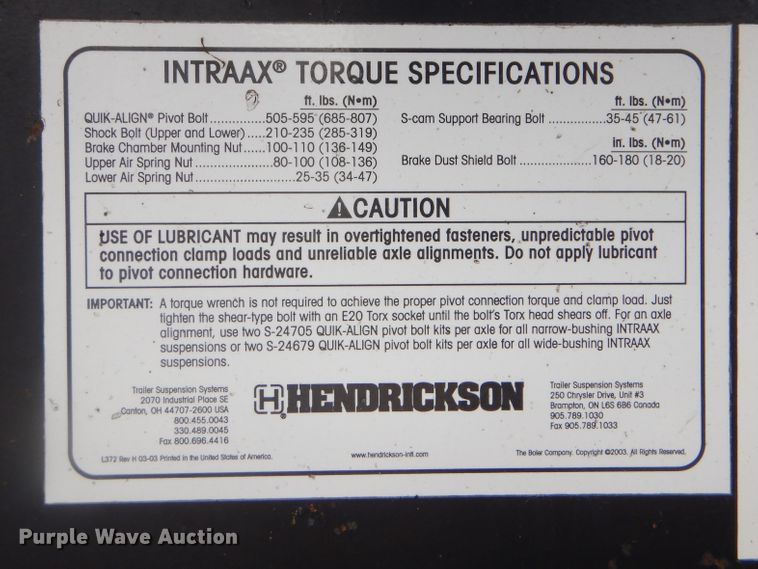 INTRAAX® TORQUE SPECIFICATIONS
ft. lbs. (N•m)
QUIK-ALIGN® Pivot Bolt..............505-595 (685-807)
Shock Bolt (Upper and Lower).....210-235 (285-319)
Brake Chamber Mounting Nut......100-110 (136-149)
Upper Air Spring Nut....................80-100 (108-136)
Lower Air Spring Nut.........................25-35 (34-47)
ft. lbs. (N•m)
S-cam Support Bearing Bolt ...............35-45 (47-61)
in. lbs. (N•m)
Brake Dust Shield Bolt ..................160-180 (18-20)
⚠CAUTION
USE OF LUBRICANT may result in overtightened fasteners, unpredictable pivot
connection clamp loads and unreliable axle alignments. Do not apply lubricant
to pivot connection hardware.
IMPORTANT: A torque wrench is not required to achieve the proper pivot connection torque and clamp load. Just
tighten the shear-type bolt with an E20 Torx socket until the bolt's Torx head shears off. For an axle
alignment, use two S-24705 QUIK-ALIGN pivot bolt kits per axle for all narrow-bushing INTRAAX
suspensions or two S-24679 QUIK-ALIGN pivot bolt kits per axle for all wide-bushing INTRAAX
suspensions.
Trailer Suspension Systems
2070 Industrial Place SE
Canton, OH 44707-2600 USA
800.455.0043
330.489.0045
Fax 800.696.4416
H HENDRICKSON
Trailer Suspension Systems
250 Chrysler Drive, Unit #3
Brampton, ON L6S 6B6 Canada
905.789.1030
Fax 905.789.1033
L372 Rev H 03-03 Printed in the United States of America.
www.hendrickson-intl.com
The Boler Company. Copyright ©2003. All Rights Reserved.
Purple Wave Auction